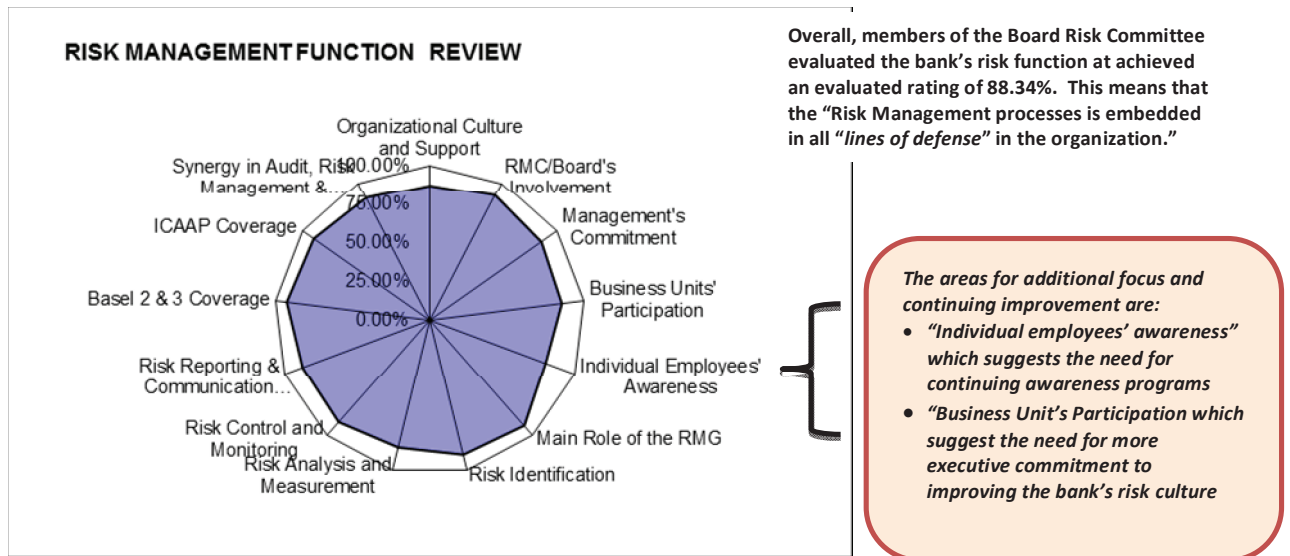 RISK MANAGEMENT FUNCTION REVIEW
Overall, members of the Board Risk Committee
evaluated the bank's risk function at achieved
an evaluated rating of 88.34%. This means that
the “Risk Management processes is embedded
in all “lines of defense” in the organization.”
Organizational Culture
and Support
RMC/Board's
Involvement
Management's
Commitment
Business Units'
Participation
Individual Employees'
Awareness
Main Role of the RMG
Risk Identification
Risk Analysis and
Measurement
Risk Control and
Monitoring
Risk Reporting &
Communication...
Basel 2 & 3 Coverage
ICAAP Coverage
Synergy in Audit, Risk
Management &...
100.00%
75.00%
50.00%
25.00%
0.00%
The areas for additional focus and
continuing improvement are:
• “Individual employees' awareness”
which suggests the need for
continuing awareness programs
• “Business Unit's Participation which
suggest the need for more
executive commitment to
improving the bank's risk culture